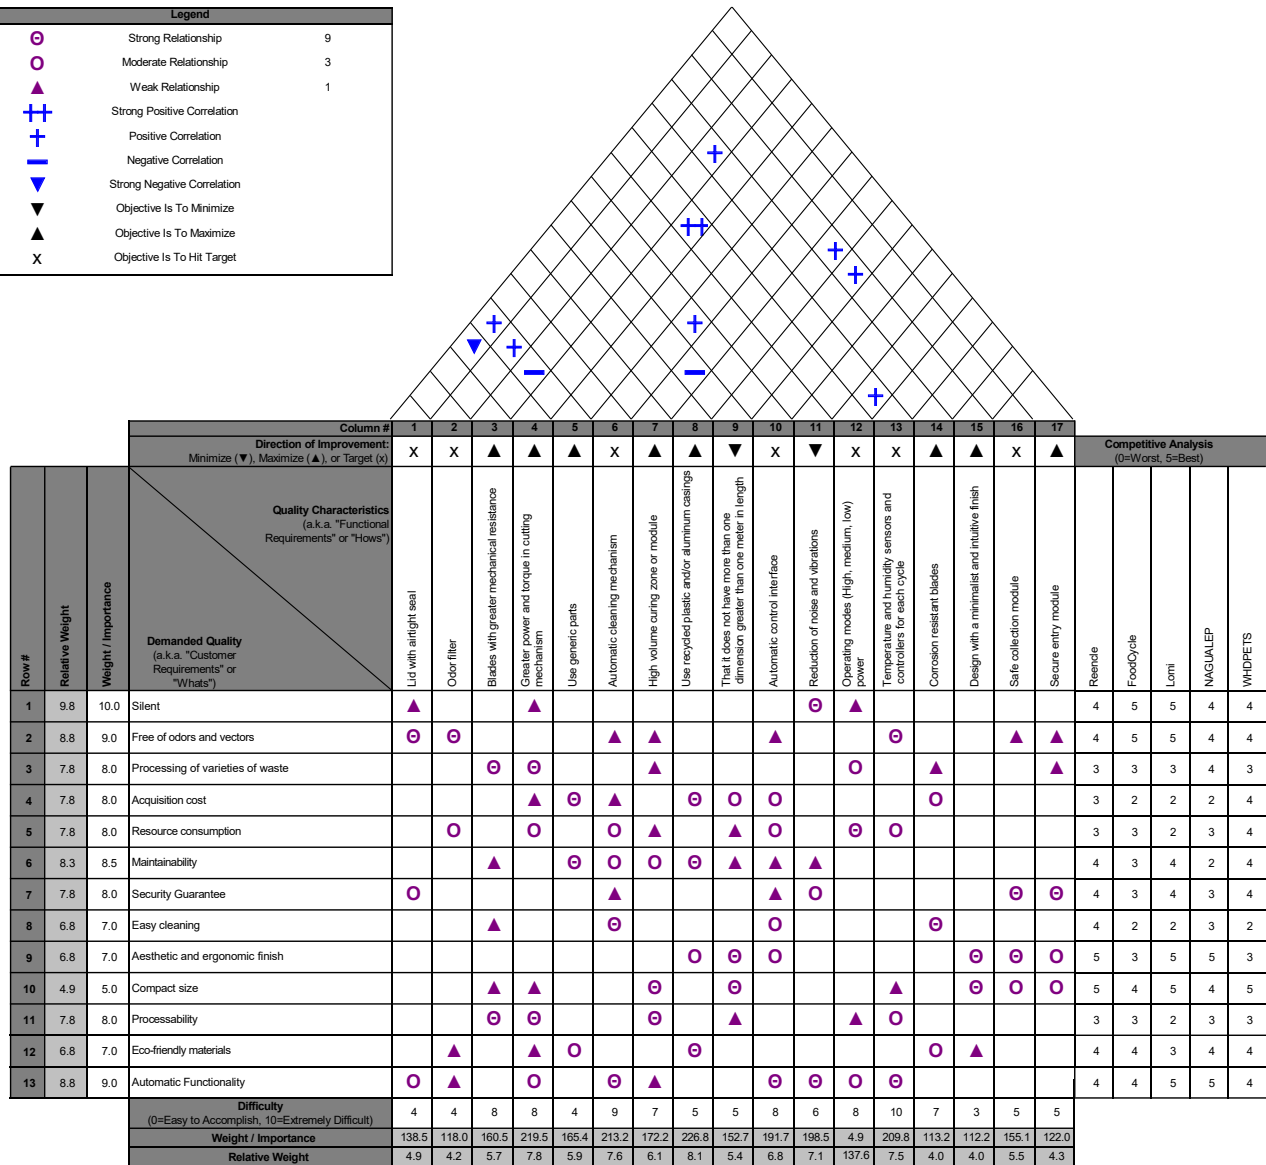 Legend
Θ Strong Relationship 9
O Moderate Relationship 3
▲ Weak Relationship 1
++ Strong Positive Correlation
+ Positive Correlation
− Negative Correlation
▼ Strong Negative Correlation
▼ Objective Is To Minimize
▲ Objective Is To Maximize
X Objective Is To Hit Target
Column # 1 2 3 4 5 6 7 8 9 10 11 12 13 14 15 16 17
Direction of Improvement:
Minimize (▼), Maximize (▲), or Target (x)
X X ▲ ▲ ▲ X ▲ ▲ ▼ X ▼ X X ▲ ▲ X ▲
Competitive Analysis
(0=Worst, 5=Best)
Row #
Relative Weight
Weight / Importance
Quality Characteristics
(a.k.a. "Functional
Requirements" or "Hows")
Demanded Quality
(a.k.a. "Customer
Requirements" or
"Whats")
Lid with airtight seal
Odor filter
Blades with greater mechanical resistance
Greater power and torque in cutting
mechanism
Use generic parts
Automatic cleaning mechanism
High volume curing zone or module
Use recycled plastic and/or aluminum casings
That it does not have more than one
dimension greater than one meter in length
Automatic control interface
Reduction of noise and vibrations
Operating modes (High, medium, low)
power
Temperature and humidity sensors and
controllers for each cycle
Corrosion resistant blades
Design with a minimalist and intuitive finish
Safe collection module
Secure entry module
Reencle
FoodCycle
Lomi
NAGUALEP
WHDPETS
1 9.8 10.0 Silent ▲ ▲ Θ ▲ 4 5 5 4 4
2 8.8 9.0 Free of odors and vectors Θ Θ ▲ ▲ ▲ Θ ▲ ▲ 4 5 5 4 4
3 7.8 8.0 Processing of varieties of waste Θ Θ ▲ O ▲ ▲ 3 3 3 4 3
4 7.8 8.0 Acquisition cost ▲ Θ ▲ Θ O O O 3 2 2 2 4
5 7.8 8.0 Resource consumption O O O ▲ ▲ O Θ O 3 3 2 3 4
6 8.3 8.5 Maintainability ▲ Θ O O Θ ▲ ▲ ▲ 4 3 4 2 4
7 7.8 8.0 Security Guarantee O ▲ ▲ O Θ Θ 4 3 4 3 4
8 6.8 7.0 Easy cleaning ▲ Θ O Θ 4 2 2 3 2
9 6.8 7.0 Aesthetic and ergonomic finish O Θ O Θ Θ O 5 3 5 5 3
10 4.9 5.0 Compact size ▲ ▲ Θ Θ ▲ Θ O O 5 4 5 4 5
11 7.8 8.0 Processability Θ Θ Θ ▲ ▲ O 3 3 2 3 3
12 6.8 7.0 Eco-friendly materials ▲ ▲ O Θ O ▲ 4 4 3 4 4
13 8.8 9.0 Automatic Functionality O ▲ O Θ ▲ Θ Θ O Θ 4 4 5 5 4
Difficulty
(0=Easy to Accomplish, 10=Extremely Difficult)
4 4 8 8 4 9 7 5 5 8 6 8 10 7 3 5 5
Weight / Importance 138.5 118.0 160.5 219.5 165.4 213.2 172.2 226.8 152.7 191.7 198.5 4.9 209.8 113.2 112.2 155.1 122.0
Relative Weight 4.9 4.2 5.7 7.8 5.9 7.6 6.1 8.1 5.4 6.8 7.1 137.6 7.5 4.0 4.0 5.5 4.3